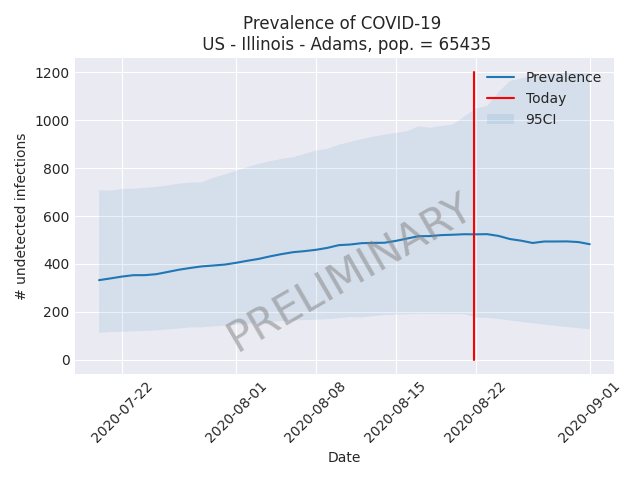 Prevalence of COVID-19
US - Illinois - Adams, pop. = 65435
1200
1000
800
600
400
200
0
# undetected infections
Prevalence
Today
95CI
PRELIMINARY
2020-07-22
2020-08-01
2020-08-08
2020-08-15
2020-08-22
2020-09-01
Date